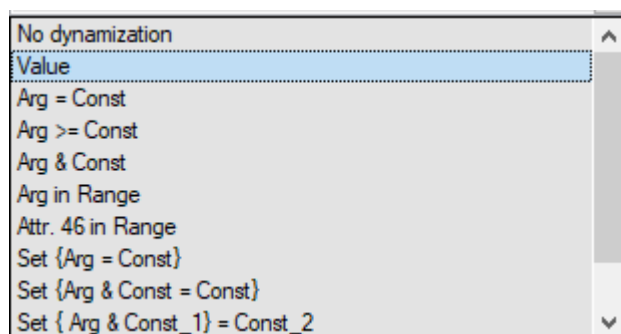 No dynamization
Value
Arg = Const
Arg >= Const
Arg & Const
Arg in Range
Attr. 46 in Range
Set {Arg = Const}
Set {Arg & Const = Const}
Set { Arg & Const_1} = Const_2